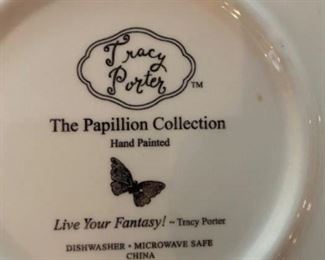 Tracy
Porter
TM
The Papillion Collection
Hand Painted
Live Your Fantasy! ~ Tracy Porter
DISHWASHER • MICROWAVE SAFE
CHINA